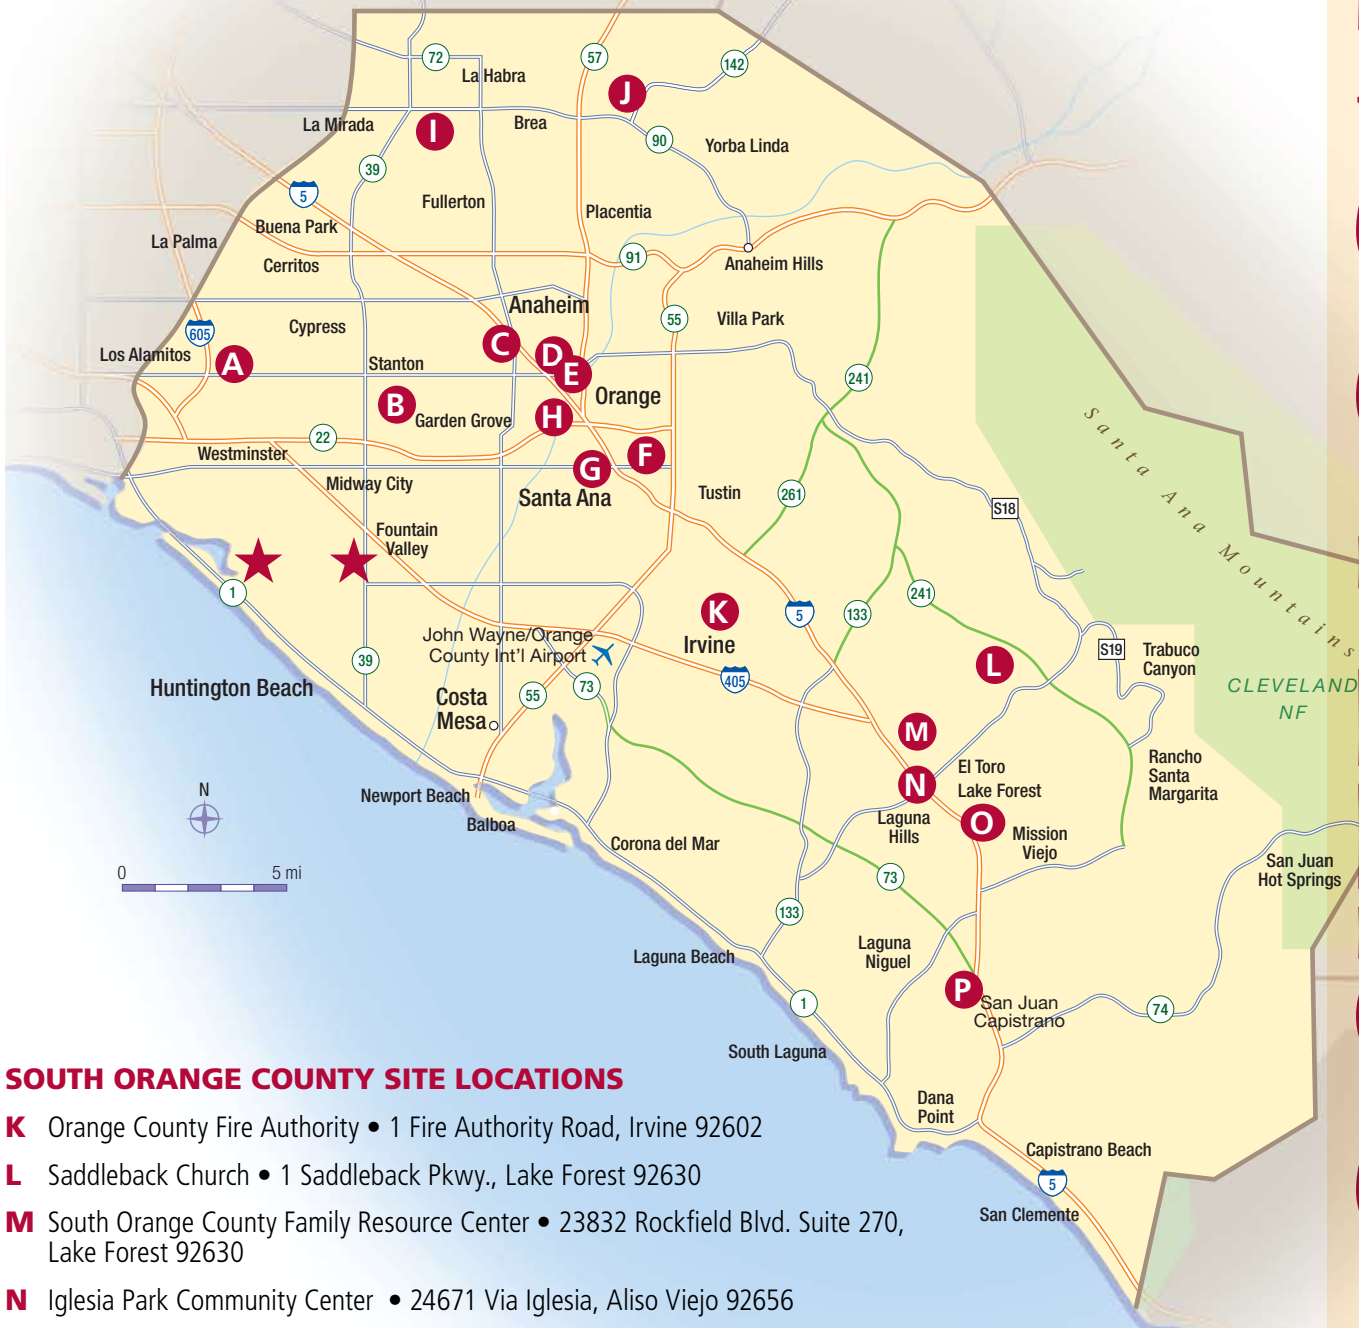 72
57
142
La Habra
J
La Mirada
I
Brea
90
Yorba Linda
39
5
Fullerton
Placentia
Buena Park
La Palma
91
Cerritos
Anaheim Hills
Anaheim
55
Villa Park
Cypress
605
Los Alamitos
A
Stanton
C
D
E
241
B
Garden Grove
Orange
H
22
Westminster
F
G
Midway City
Santa Ana
Tustin
261
S18
Santa Ana Mountains
Fountain
Valley
1
241
K
5
133
John Wayne/Orange
County Int'l Airport
Irvine
39
S19
Trabuco
Canyon
L
405
Huntington Beach
55
73
Costa
Mesa
CLEVELAND
NF
M
El Toro
Rancho
Santa
Margarita
N
Lake Forest
N
Newport Beach
Balboa
Laguna
Hills
O
Mission
Viejo
Corona del Mar
0 5 mi
73
San Juan
Hot Springs
133
Laguna
Niguel
Laguna Beach
P
San Juan
Capistrano
1
74
South Laguna
Dana
Point
Capistrano Beach
5
San Clemente
SOUTH ORANGE COUNTY SITE LOCATIONS
K Orange County Fire Authority • 1 Fire Authority Road, Irvine 92602
L Saddleback Church • 1 Saddleback Pkwy., Lake Forest 92630
M South Orange County Family Resource Center • 23832 Rockfield Blvd. Suite 270,
Lake Forest 92630
N Iglesia Park Community Center • 24671 Via Iglesia, Aliso Viejo 92656